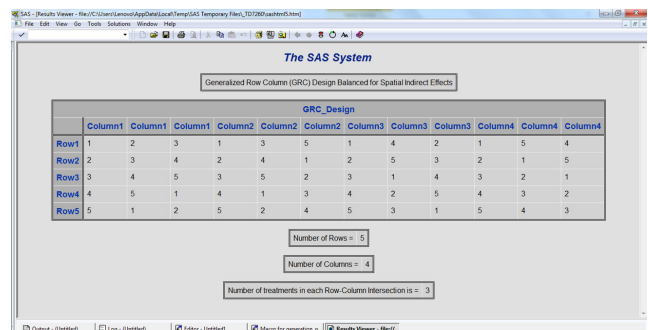 SAS - [Results Viewer - file://C:\Users\Lenovo\AppData\Local\Temp\SAS Temporary Files\_TD7260\sashtml5.htm]
File Edit View Go Tools Solutions Window Help
The SAS System
Generalized Row Column (GRC) Design Balanced for Spatial Indirect Effects
GRC_Design
Column1 Column1 Column1 Column2 Column2 Column2 Column3 Column3 Column3 Column4 Column4 Column4
Row1 1 2 3 1 3 5 1 4 2 1 5 4
Row2 2 3 4 2 4 1 2 5 3 2 1 5
Row3 3 4 5 3 5 2 3 1 4 3 2 1
Row4 4 5 1 4 1 3 4 2 5 4 3 2
Row5 5 1 2 5 2 4 5 3 1 5 4 3
Number of Rows = 5
Number of Columns = 4
Number of treatments in each Row-Column Intersection is = 3
Output - (Untitled) Log - (Untitled) Editor - Untitled1 Macro for generation o Results Viewer - file://